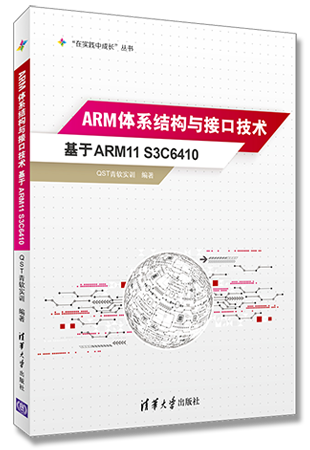 “在实践中成长”丛书
ARM体系结构与接口技术
基于ARM11 S3C6410
QST青软实训 编著
清华大学出版社
ARM体系结构与接口技术 基于ARM11 S3C6410
QST青软实训 编著
清华大学出版社